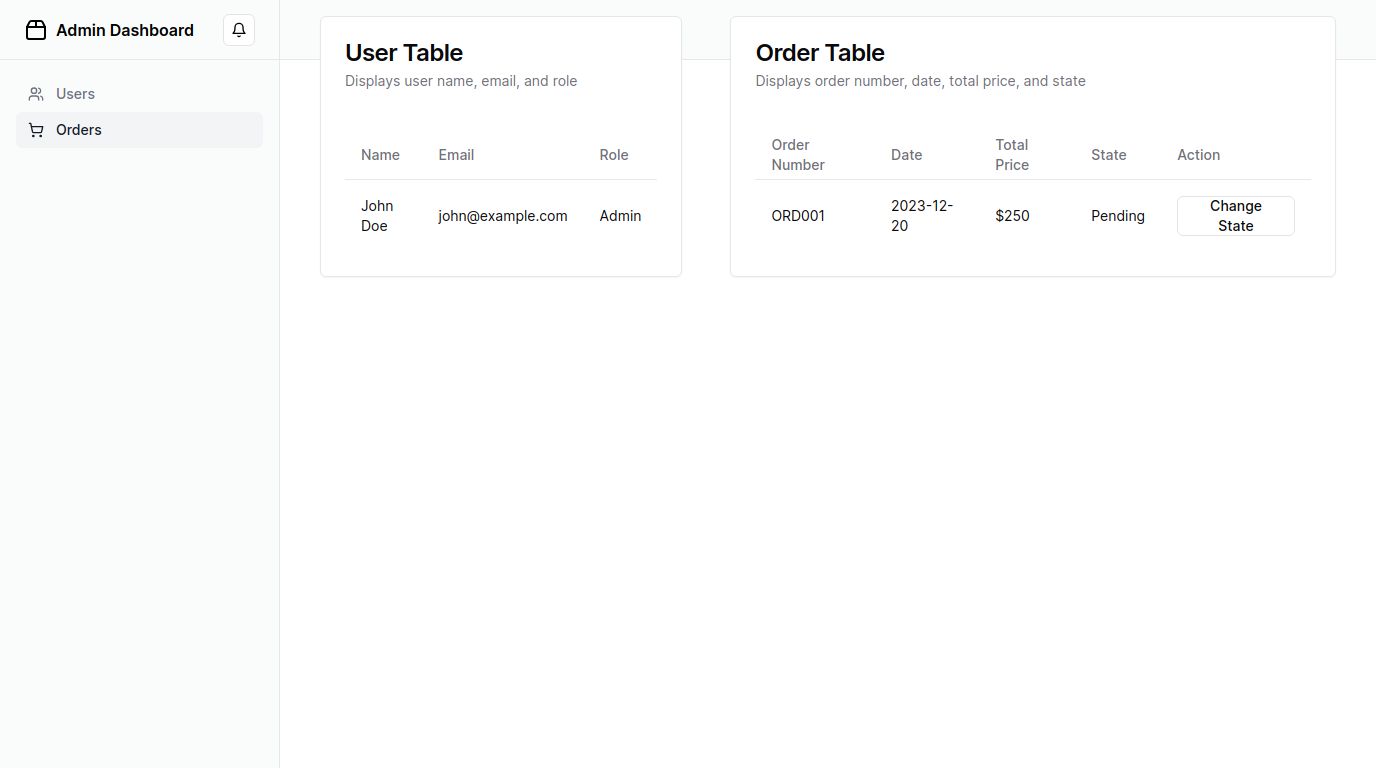 Admin Dashboard
Users
Orders
User Table
Displays user name, email, and role
Name Email Role
John
Doe
john@example.com Admin
Order Table
Displays order number, date, total price, and state
Order
Number
Date
Total
Price
State Action
ORD001
2023-12-
20
$250 Pending
Change
State